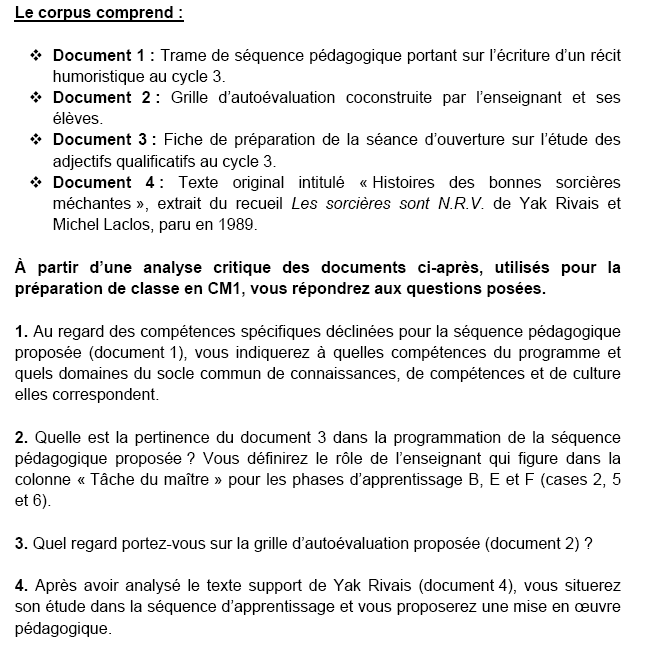 Le corpus comprend :
❖ Document 1 : Trame de séquence pédagogique portant sur l'écriture d'un récit
humoristique au cycle 3.
❖ Document 2 : Grille d'autoévaluation coconstruite par l'enseignant et ses
élèves.
❖ Document 3 : Fiche de préparation de la séance d'ouverture sur l'étude des
adjectifs qualificatifs au cycle 3.
❖ Document 4 : Texte original intitulé « Histoires des bonnes sorcières
méchantes », extrait du recueil Les sorcières sont N.R.V. de Yak Rivais et
Michel Laclos, paru en 1989.
À partir d'une analyse critique des documents ci-après, utilisés pour la
préparation de classe en CM1, vous répondrez aux questions posées.
1. Au regard des compétences spécifiques déclinées pour la séquence pédagogique
proposée (document 1), vous indiquerez à quelles compétences du programme et
quels domaines du socle commun de connaissances, de compétences et de culture
elles correspondent.
2. Quelle est la pertinence du document 3 dans la programmation de la séquence
pédagogique proposée ? Vous définirez le rôle de l'enseignant qui figure dans la
colonne « Tâche du maître » pour les phases d'apprentissage B, E et F (cases 2, 5
et 6).
3. Quel regard portez-vous sur la grille d'autoévaluation proposée (document 2) ?
4. Après avoir analysé le texte support de Yak Rivais (document 4), vous situerez
son étude dans la séquence d'apprentissage et vous proposerez une mise en œuvre
pédagogique.